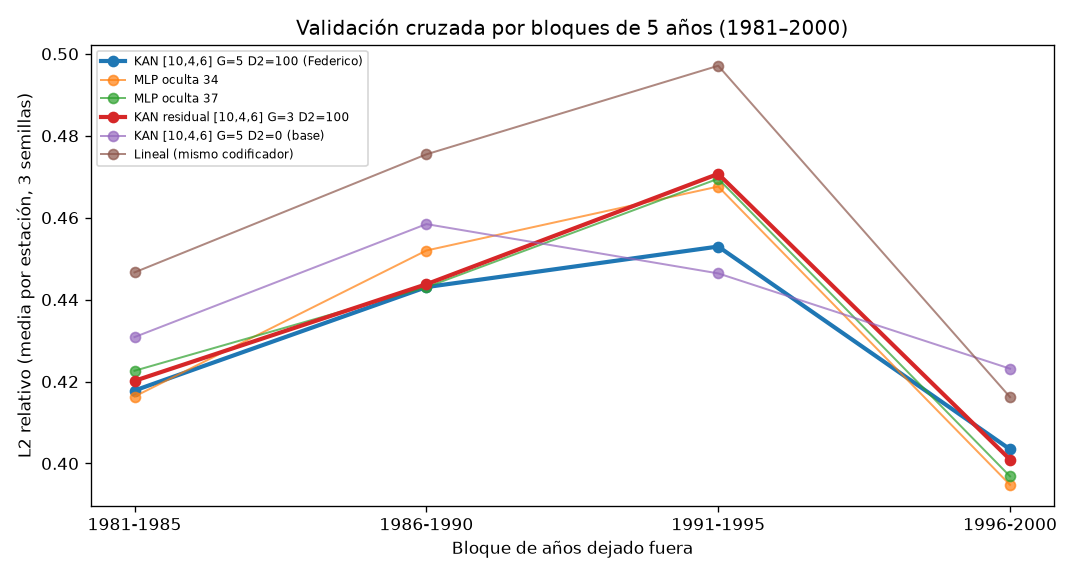 Validación cruzada por bloques de 5 años (1981–2000)
KAN [10,4,6] G=5 D2=100 (Federico)
MLP oculta 34
MLP oculta 37
KAN residual [10,4,6] G=3 D2=100
KAN [10,4,6] G=5 D2=0 (base)
Lineal (mismo codificador)
L2 relativo (media por estación, 3 semillas)
0.50
0.48
0.46
0.44
0.42
0.40
1981-1985 1986-1990 1991-1995 1996-2000
Bloque de años dejado fuera